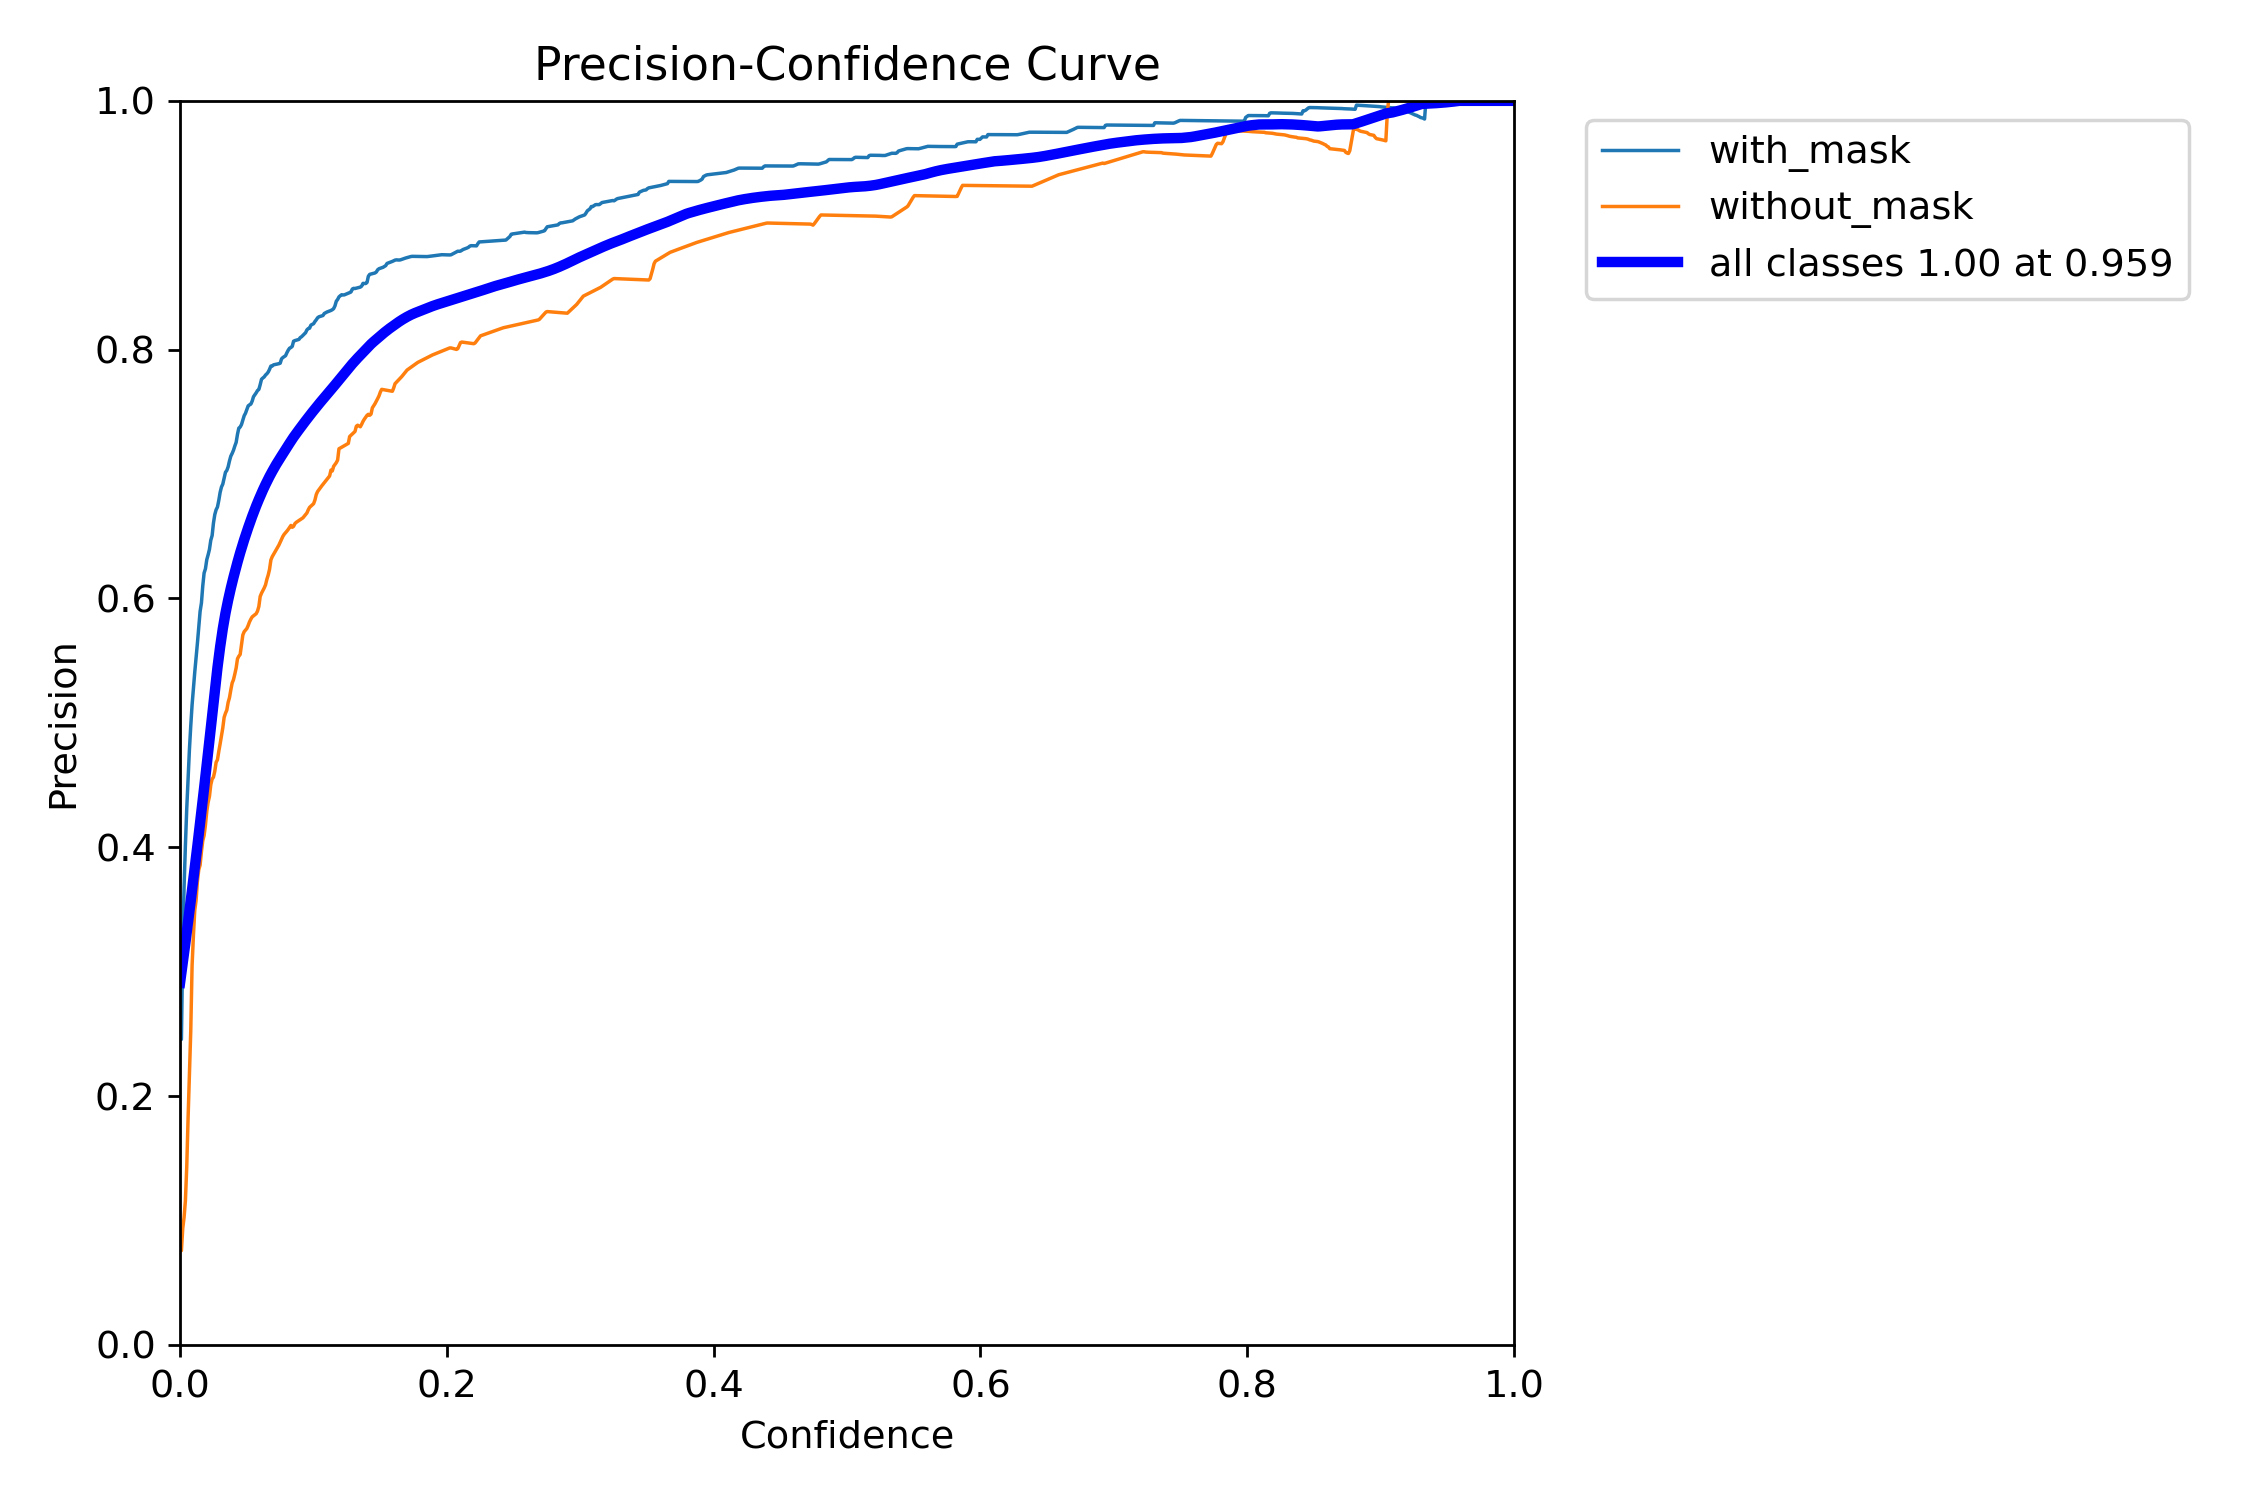 Precision-Confidence Curve
1.0
0.8
0.6
0.4
0.2
0.0
Precision
0.0 0.2 0.4 0.6 0.8 1.0
Confidence
with_mask
without_mask
all classes 1.00 at 0.959